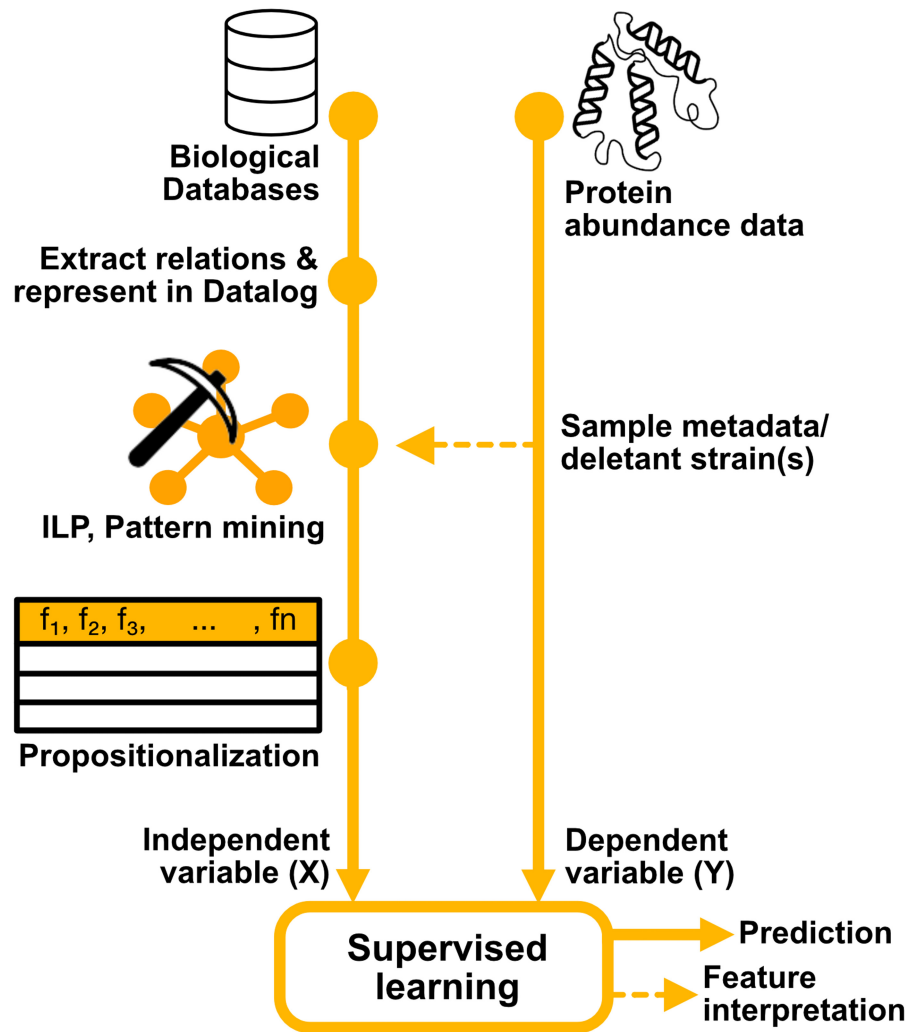 Biological
Databases
Protein
abundance data
Extract relations &
represent in Datalog
Sample metadata/
deletant strain(s)
ILP, Pattern mining
f₁, f₂, f₃, ... , fn
Propositionalization
Independent
variable (X)
Dependent
variable (Y)
Supervised
learning
Prediction
Feature
interpretation